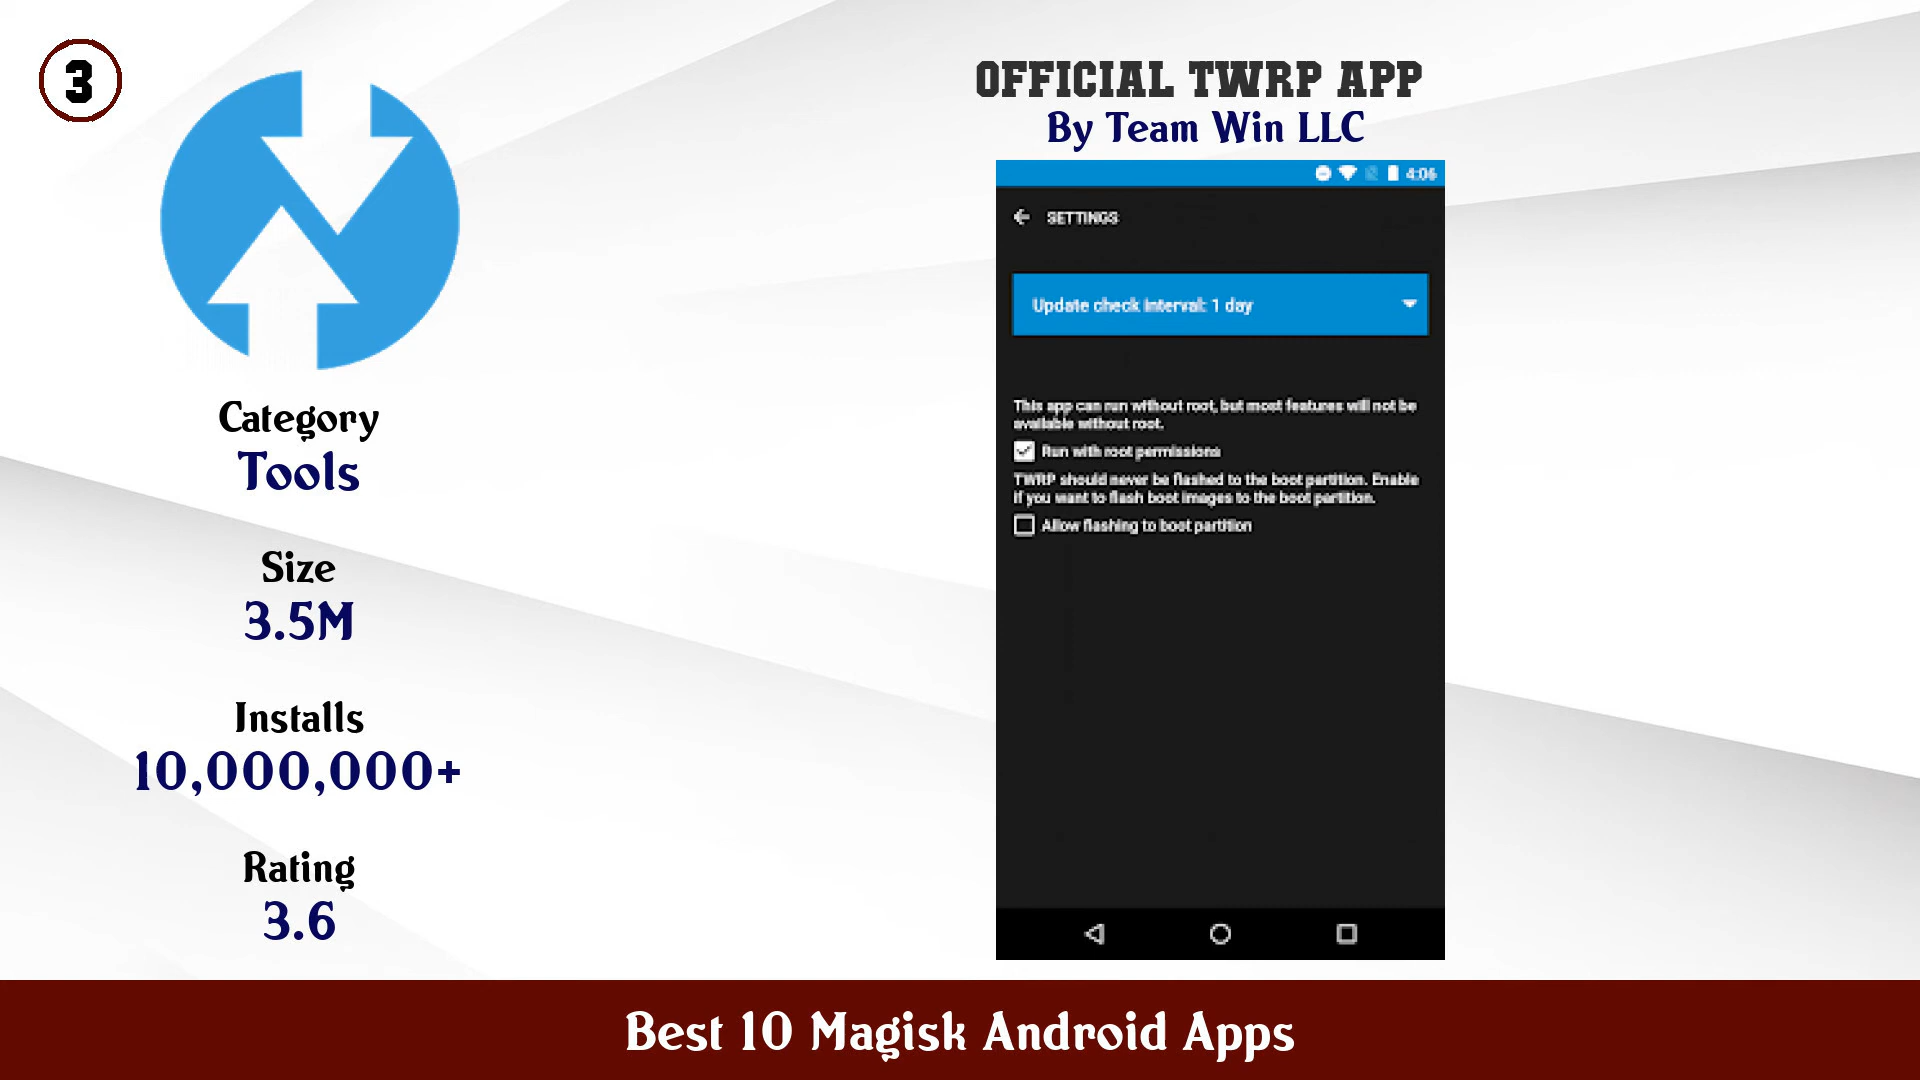 3
OFFICIAL TWRP APP
By Team Win LLC
4:06
SETTINGS
Update check interval: 1 day
This app can run without root, but most features will not be
available without root.
Run with root permissions
TWRP should never be flashed to the boot partition. Enable
if you want to flash boot images to the boot partition.
Allow flashing to boot partition
Category
Tools
Size
3.5M
Installs
10,000,000+
Rating
3.6
Best 10 Magisk Android Apps